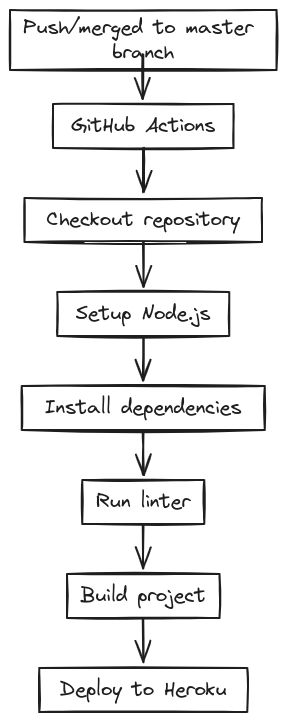 Push/merged to master
branch
GitHub Actions
Checkout repository
Setup Node.js
Install dependencies
Run linter
Build project
Deploy to Heroku